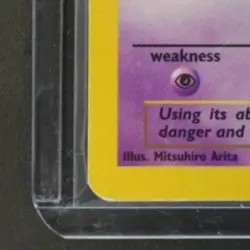 weakness
Using its ab
danger and
Illus. Mitsuhiro Arita